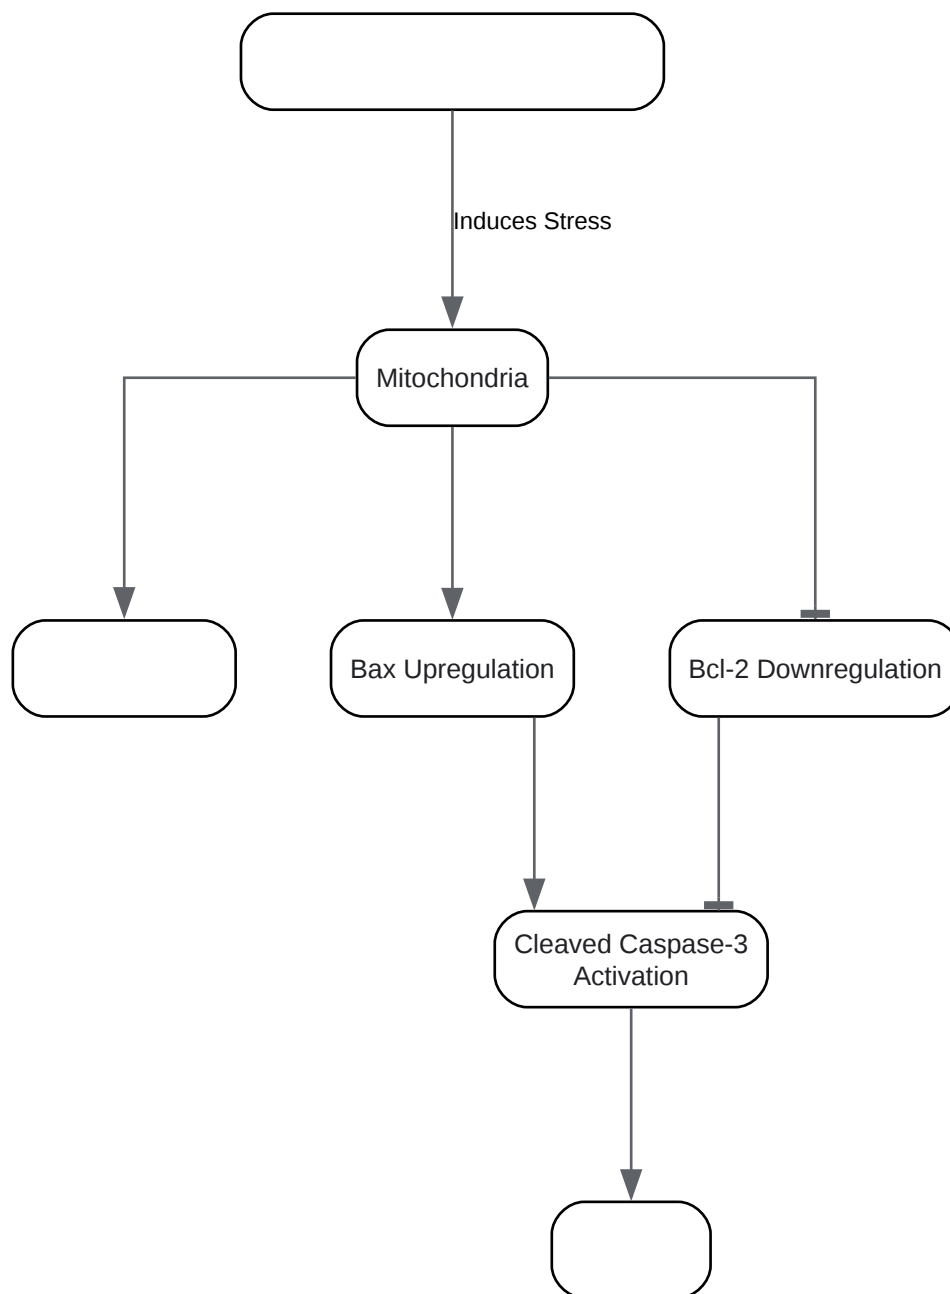 Induces Stress
Mitochondria
Bax Upregulation
Bcl-2 Downregulation
Cleaved Caspase-3
Activation